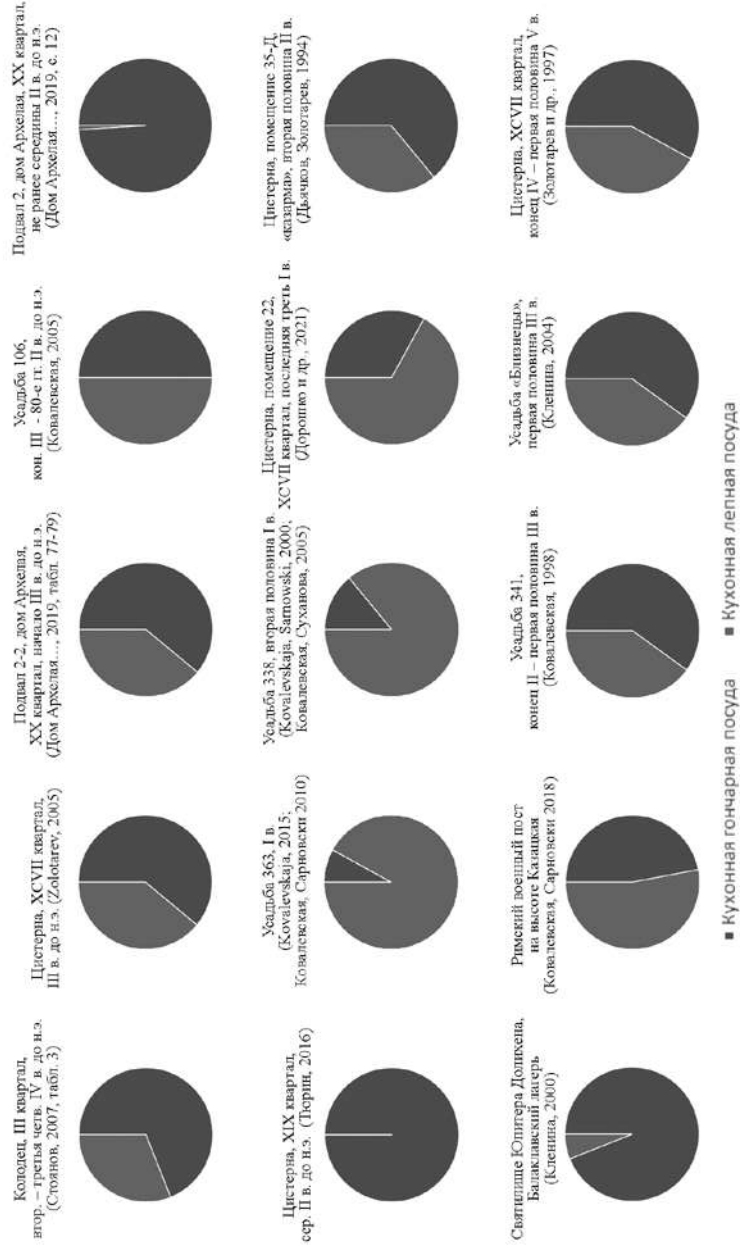 Колодец, III квартал,
втор. – третья четв. IV в. до н.э.
(Стоянов, 2007, табл. 3)
Цистерна, XCVII квартал,
III в. до н.э. (Zolotarev, 2005)
Подвал 2-2, дом Архелая,
XX квартал, начало III в. до н.э.
(Дом Архелая…, 2019, табл. 77-79)
Усадьба 106,
кон. III - 80-е гг. II в. до н.э.
(Ковалевская, 2005)
Подвал 2, дом Архелая, XX квартал,
не ранее середины II в. до н.э.
(Дом Архелая…, 2019, с. 12)
Цистерна, XIX квартал,
сер. II в. до н.э. (Тюрин, 2016)
Усадьба 363, I в.
(Kovalevskaja, 2015;
Ковалевская, Сарновски 2010)
Усадьба 338, вторая половина I в.
(Kovalevskaja, Sarnowski, 2000,
Ковалевская, Суханова, 2005)
Цистерна, помещение 22,
XCVII квартал, последняя треть I в.
(Дорошко и др., 2021)
Цистерна, помещение 35-Д,
«казарма», вторая половина II в.
(Дьячков, Золотарев, 1994)
Святилище Юпитера Долихена,
Балаклавский лагерь
(Кленина, 2000)
Римский военный пост
на высоте Казацкая
(Ковалевская, Сарновски 2018)
Усадьба 341,
конец II – первая половина III в.
(Ковалевская, 1998)
Усадьба «Близнецы»,
первая половина III в.
(Кленина, 2004)
Цистерна, XCVII квартал,
конец IV – первая половина V в.
(Золотарев и др., 1997)
Кухонная гончарная посуда
Кухонная лепная посуда